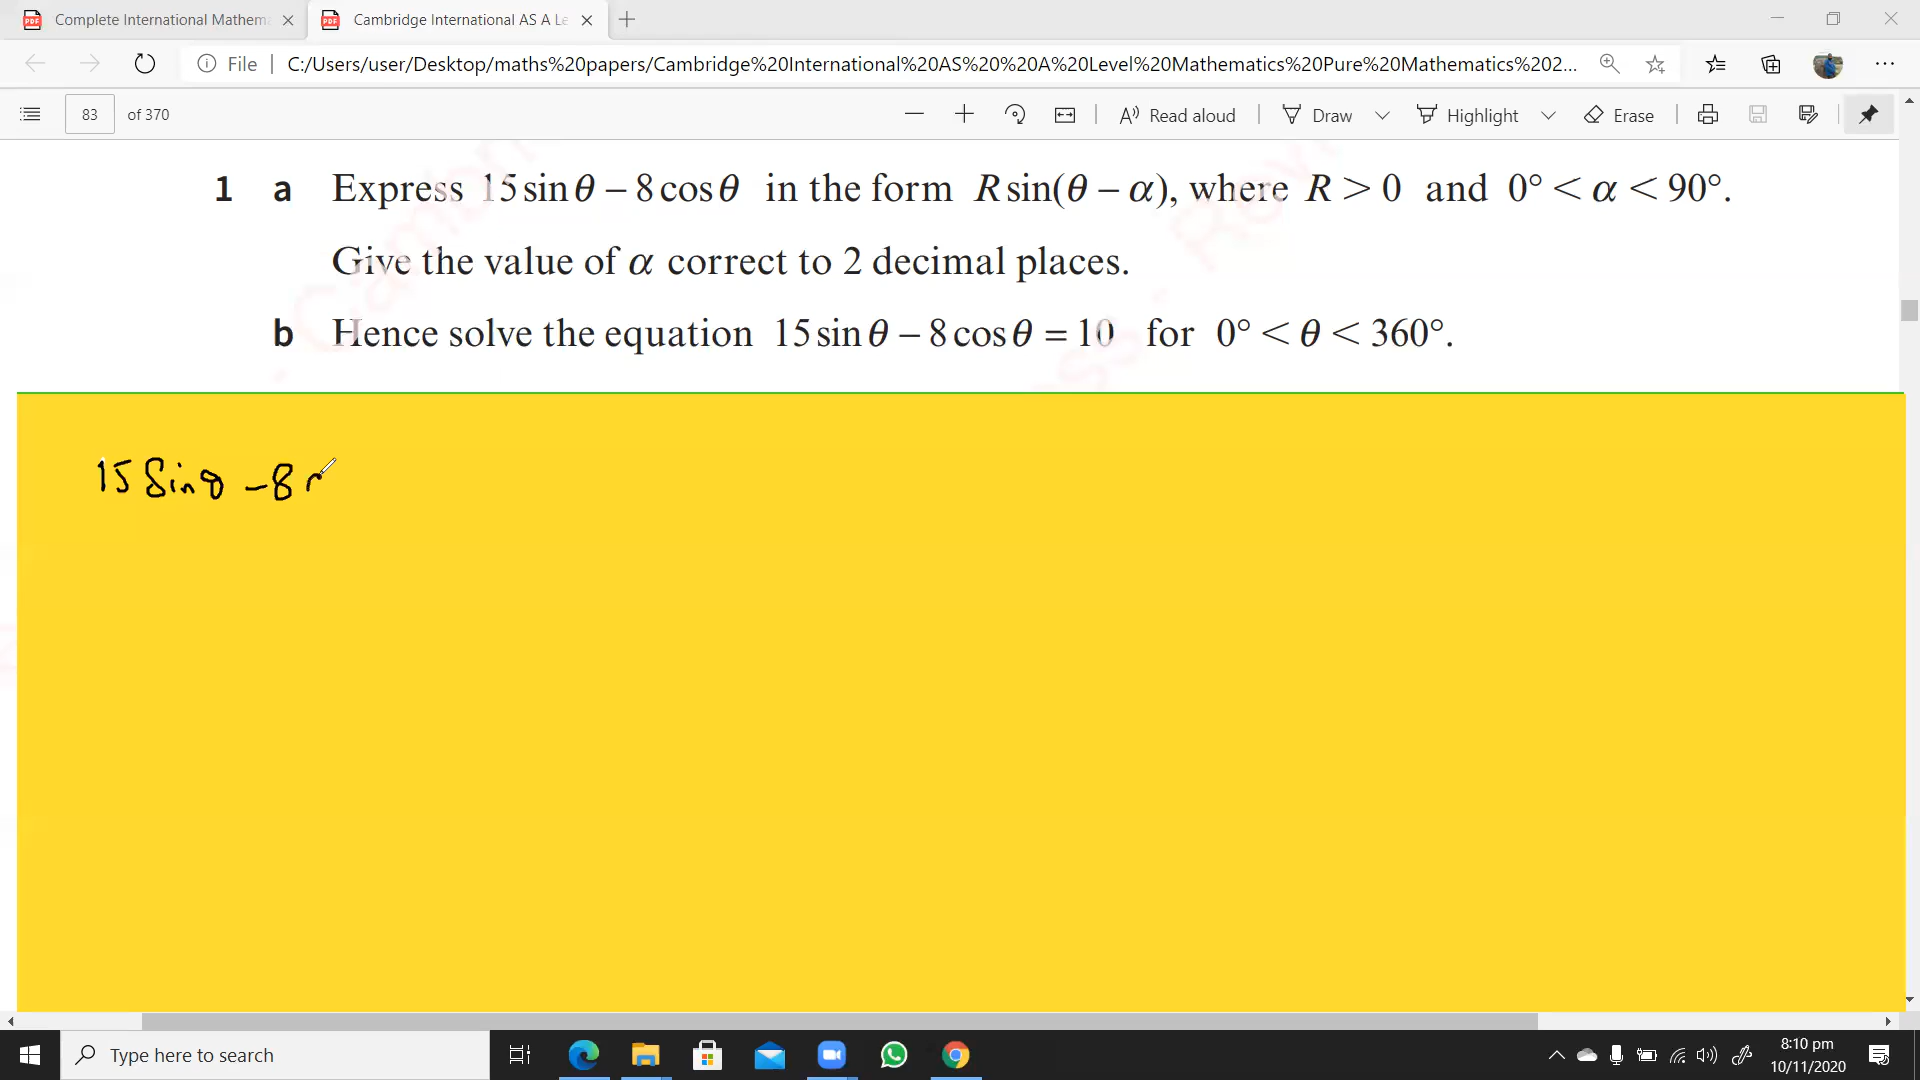 Complete International Mathem
Cambridge International AS A Le
File
C:/Users/user/Desktop/maths%20papers/Cambridge%20International%20AS%20%20A%20Level%20Mathematics%20Pure%20Mathematics%202...
83 of 370
Read aloud
Draw
Highlight
Erase
1 a Express 15 sin θ − 8 cos θ in the form R sin(θ − α), where R > 0 and 0° < α < 90°.
Give the value of α correct to 2 decimal places.
b Hence solve the equation 15 sin θ − 8 cos θ = 10 for 0° < θ < 360°.
15 Sin θ − 8
Type here to search
8:10 pm
10/11/2020